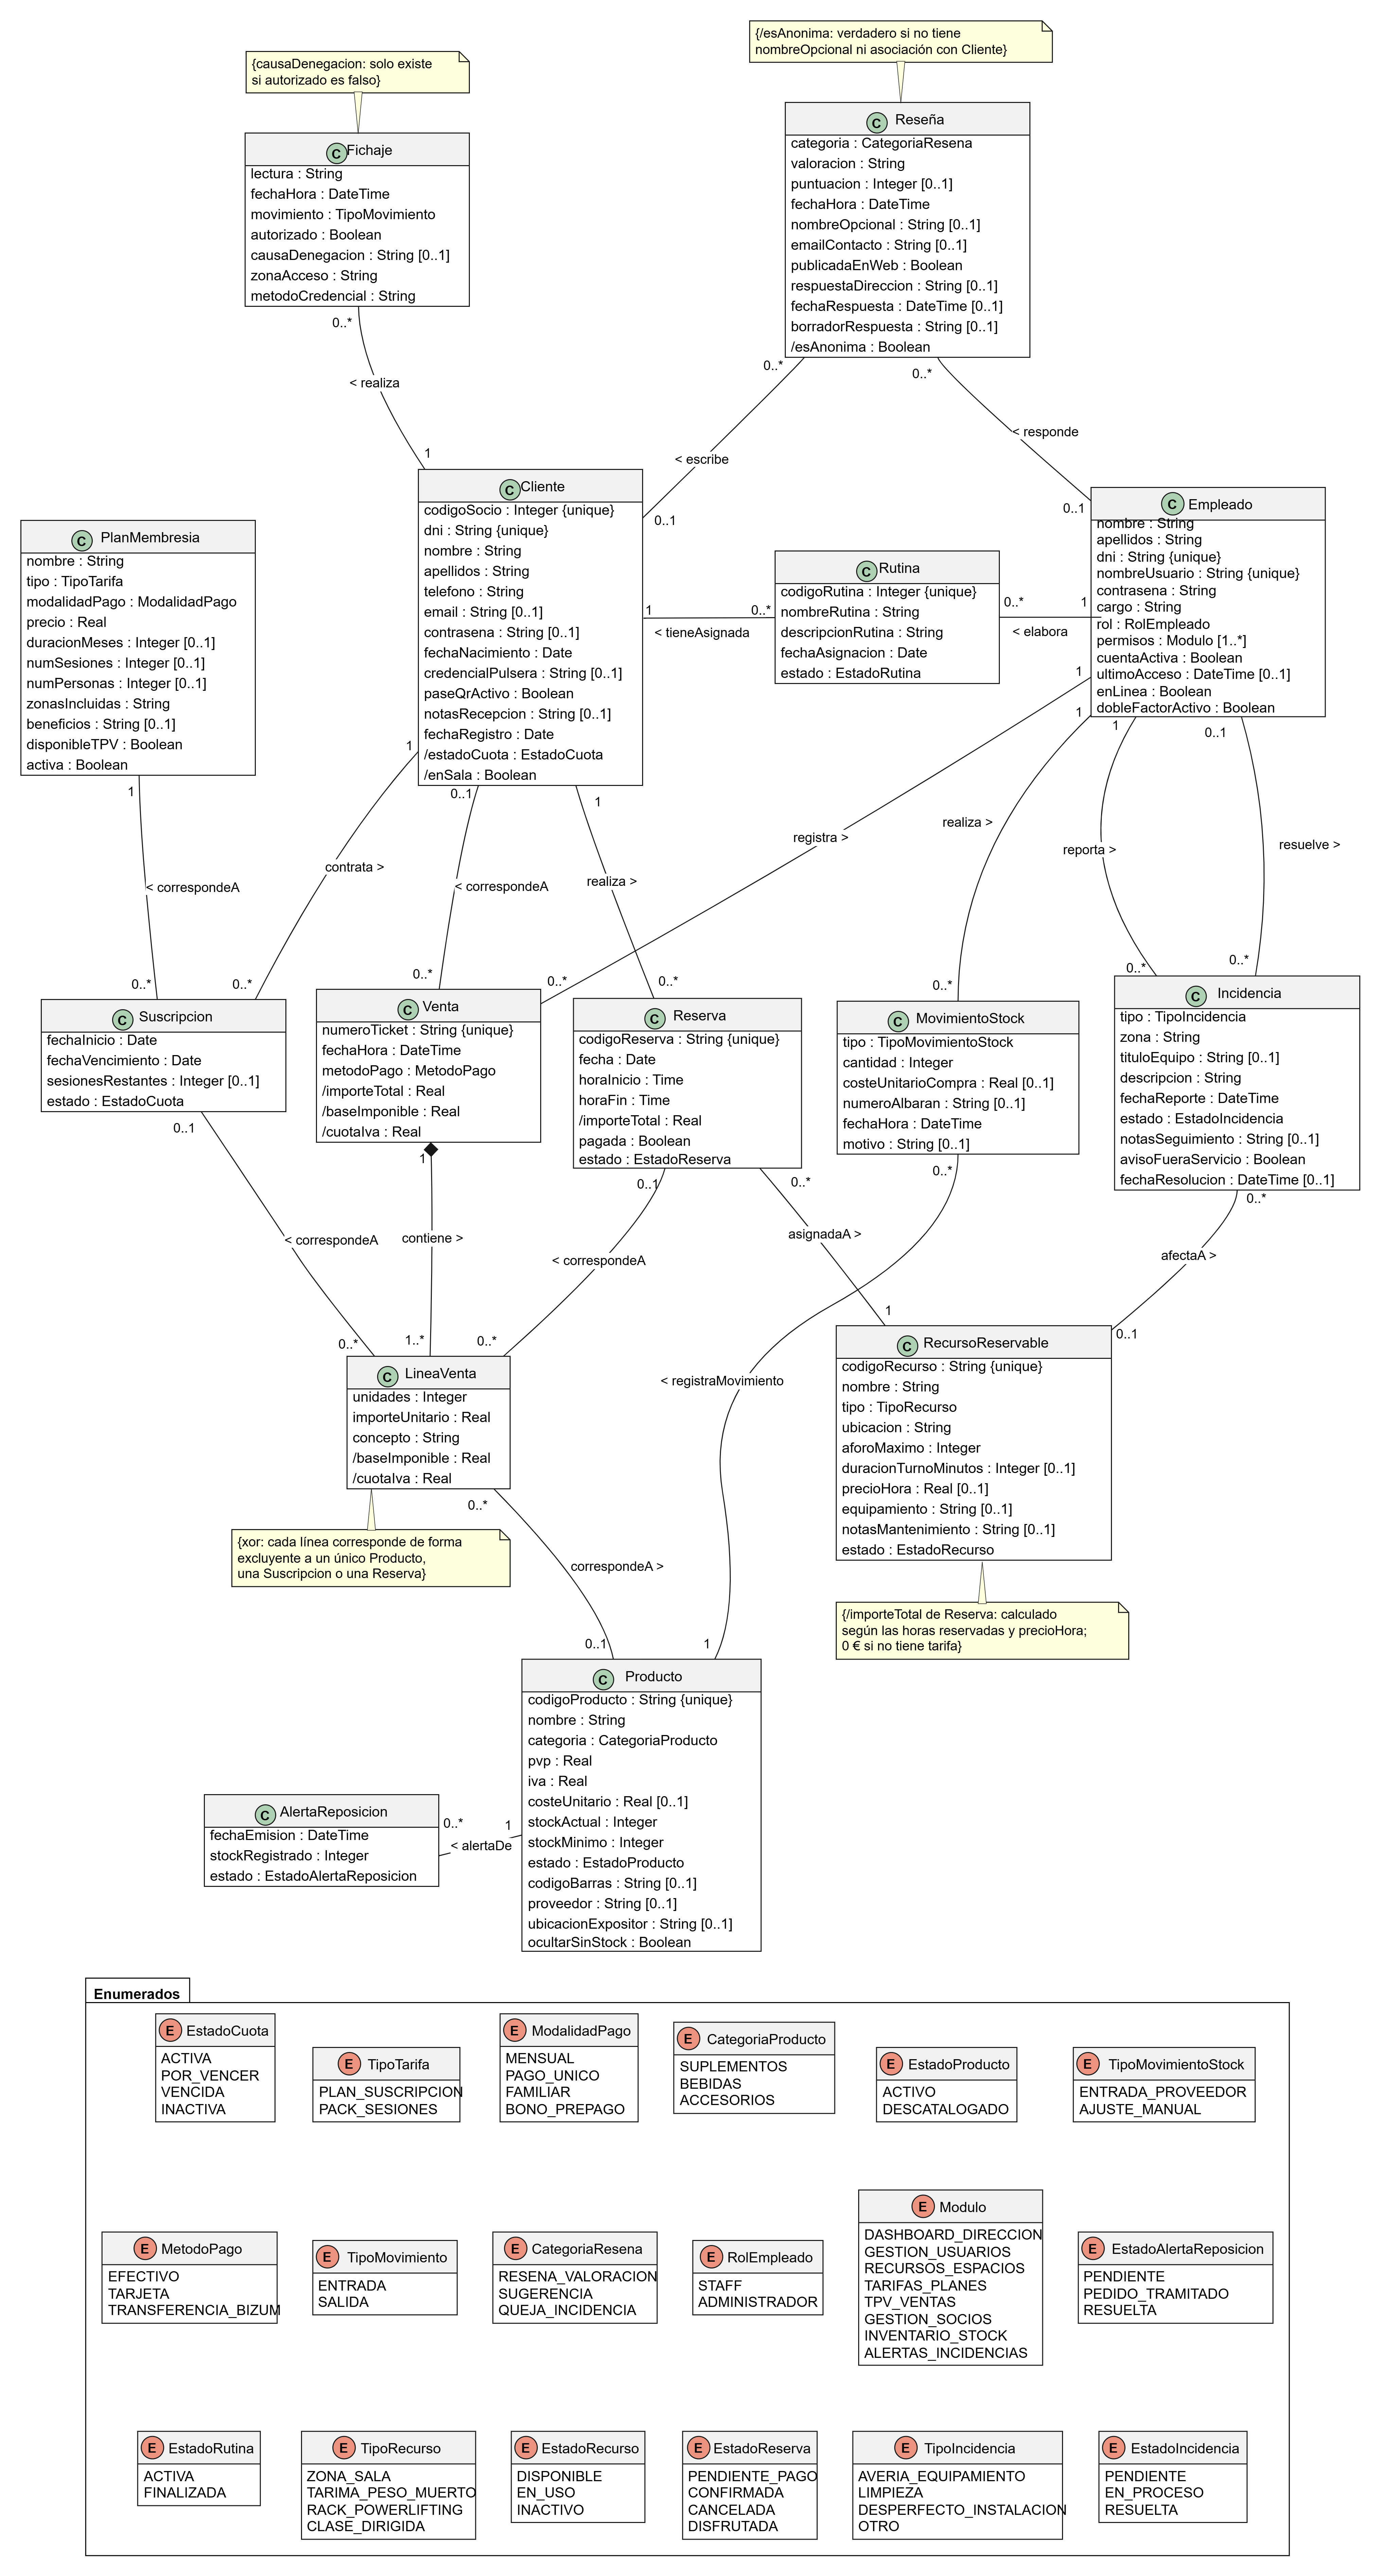 {/esAnonima: verdadero si no tiene
nombreOpcional ni asociación con Cliente}
{causaDenegacion: solo existe
si autorizado es falso}
C Reseña
categoria : CategoriaResena
valoracion : String
puntuacion : Integer [0..1]
fechaHora : DateTime
nombreOpcional : String [0..1]
emailContacto : String [0..1]
publicadaEnWeb : Boolean
respuestaDireccion : String [0..1]
fechaRespuesta : DateTime [0..1]
borradorRespuesta : String [0..1]
/esAnonima : Boolean
C Fichaje
lectura : String
fechaHora : DateTime
movimiento : TipoMovimiento
autorizado : Boolean
causaDenegacion : String [0..1]
zonaAcceso : String
metodoCredencial : String
0..*
0..*
0..*
< realiza
< responde
1
< escribe
0..1
0..1
C Cliente
codigoSocio : Integer {unique}
dni : String {unique}
nombre : String
apellidos : String
telefono : String
email : String [0..1]
contrasena : String [0..1]
fechaNacimiento : Date
credencialPulsera : String [0..1]
paseQrActivo : Boolean
notasRecepcion : String [0..1]
fechaRegistro : Date
/estadoCuota : EstadoCuota
/enSala : Boolean
C Empleado
nombre : String
apellidos : String
dni : String {unique}
nombreUsuario : String {unique}
contrasena : String
cargo : String
rol : RolEmpleado
permisos : Modulo [1..*]
cuentaActiva : Boolean
ultimoAcceso : DateTime [0..1]
enLinea : Boolean
dobleFactorActivo : Boolean
C PlanMembresia
nombre : String
tipo : TipoTarifa
modalidadPago : ModalidadPago
precio : Real
duracionMeses : Integer [0..1]
numSesiones : Integer [0..1]
numPersonas : Integer [0..1]
zonasIncluidas : String
beneficios : String [0..1]
disponibleTPV : Boolean
activa : Boolean
C Rutina
codigoRutina : Integer {unique}
nombreRutina : String
descripcionRutina : String
fechaAsignacion : Date
estado : EstadoRutina
1
0..*
< tieneAsignada
0..*
1
< elabora
1
1
1
0..1
1
1
0..1
1
registra >
realiza >
reporta >
resuelve >
< correspondeA
contrata >
< correspondeA
realiza >
0..*
0..*
0..*
0..*
0..*
0..*
0..*
0..*
C Suscripcion
fechaInicio : Date
fechaVencimiento : Date
sesionesRestantes : Integer [0..1]
estado : EstadoCuota
C Venta
numeroTicket : String {unique}
fechaHora : DateTime
metodoPago : MetodoPago
/importeTotal : Real
/baseImponible : Real
/cuotaIva : Real
C Reserva
codigoReserva : String {unique}
fecha : Date
horaInicio : Time
horaFin : Time
/importeTotal : Real
pagada : Boolean
estado : EstadoReserva
C MovimientoStock
tipo : TipoMovimientoStock
cantidad : Integer
costeUnitarioCompra : Real [0..1]
numeroAlbaran : String [0..1]
fechaHora : DateTime
motivo : String [0..1]
C Incidencia
tipo : TipoIncidencia
zona : String
tituloEquipo : String [0..1]
descripcion : String
fechaReporte : DateTime
estado : EstadoIncidencia
notasSeguimiento : String [0..1]
avisoFueraServicio : Boolean
fechaResolucion : DateTime [0..1]
0..1
1
0..1
0..*
0..*
0..*
< correspondeA
contiene >
< correspondeA
asignadaA >
afectaA >
0..*
1..*
0..*
1
0..1
< registraMovimiento
C LineaVenta
unidades : Integer
importeUnitario : Real
concepto : String
/baseImponible : Real
/cuotaIva : Real
C RecursoReservable
codigoRecurso : String {unique}
nombre : String
tipo : TipoRecurso
ubicacion : String
aforoMaximo : Integer
duracionTurnoMinutos : Integer [0..1]
precioHora : Real [0..1]
equipamiento : String [0..1]
notasMantenimiento : String [0..1]
estado : EstadoRecurso
0..*
{xor: cada línea corresponde de forma
excluyente a un único Producto,
una Suscripcion o una Reserva}
correspondeA >
{/importeTotal de Reserva: calculado
según las horas reservadas y precioHora;
0 € si no tiene tarifa}
0..1
1
C Producto
codigoProducto : String {unique}
nombre : String
categoria : CategoriaProducto
pvp : Real
iva : Real
costeUnitario : Real [0..1]
stockActual : Integer
stockMinimo : Integer
estado : EstadoProducto
codigoBarras : String [0..1]
proveedor : String [0..1]
ubicacionExpositor : String [0..1]
ocultarSinStock : Boolean
C AlertaReposicion
fechaEmision : DateTime
stockRegistrado : Integer
estado : EstadoAlertaReposicion
0..*
1
< alertaDe
Enumerados
E EstadoCuota
ACTIVA
POR_VENCER
VENCIDA
INACTIVA
E TipoTarifa
PLAN_SUSCRIPCION
PACK_SESIONES
E ModalidadPago
MENSUAL
PAGO_UNICO
FAMILIAR
BONO_PREPAGO
E CategoriaProducto
SUPLEMENTOS
BEBIDAS
ACCESORIOS
E EstadoProducto
ACTIVO
DESCATALOGADO
E TipoMovimientoStock
ENTRADA_PROVEEDOR
AJUSTE_MANUAL
E MetodoPago
EFECTIVO
TARJETA
TRANSFERENCIA_BIZUM
E TipoMovimiento
ENTRADA
SALIDA
E CategoriaResena
RESENA_VALORACION
SUGERENCIA
QUEJA_INCIDENCIA
E RolEmpleado
STAFF
ADMINISTRADOR
E Modulo
DASHBOARD_DIRECCION
GESTION_USUARIOS
RECURSOS_ESPACIOS
TARIFAS_PLANES
TPV_VENTAS
GESTION_SOCIOS
INVENTARIO_STOCK
ALERTAS_INCIDENCIAS
E EstadoAlertaReposicion
PENDIENTE
PEDIDO_TRAMITADO
RESUELTA
E EstadoRutina
ACTIVA
FINALIZADA
E TipoRecurso
ZONA_SALA
TARIMA_PESO_MUERTO
RACK_POWERLIFTING
CLASE_DIRIGIDA
E EstadoRecurso
DISPONIBLE
EN_USO
INACTIVO
E EstadoReserva
PENDIENTE_PAGO
CONFIRMADA
CANCELADA
DISFRUTADA
E TipoIncidencia
AVERIA_EQUIPAMIENTO
LIMPIEZA
DESPERFECTO_INSTALACION
OTRO
E EstadoIncidencia
PENDIENTE
EN_PROCESO
RESUELTA